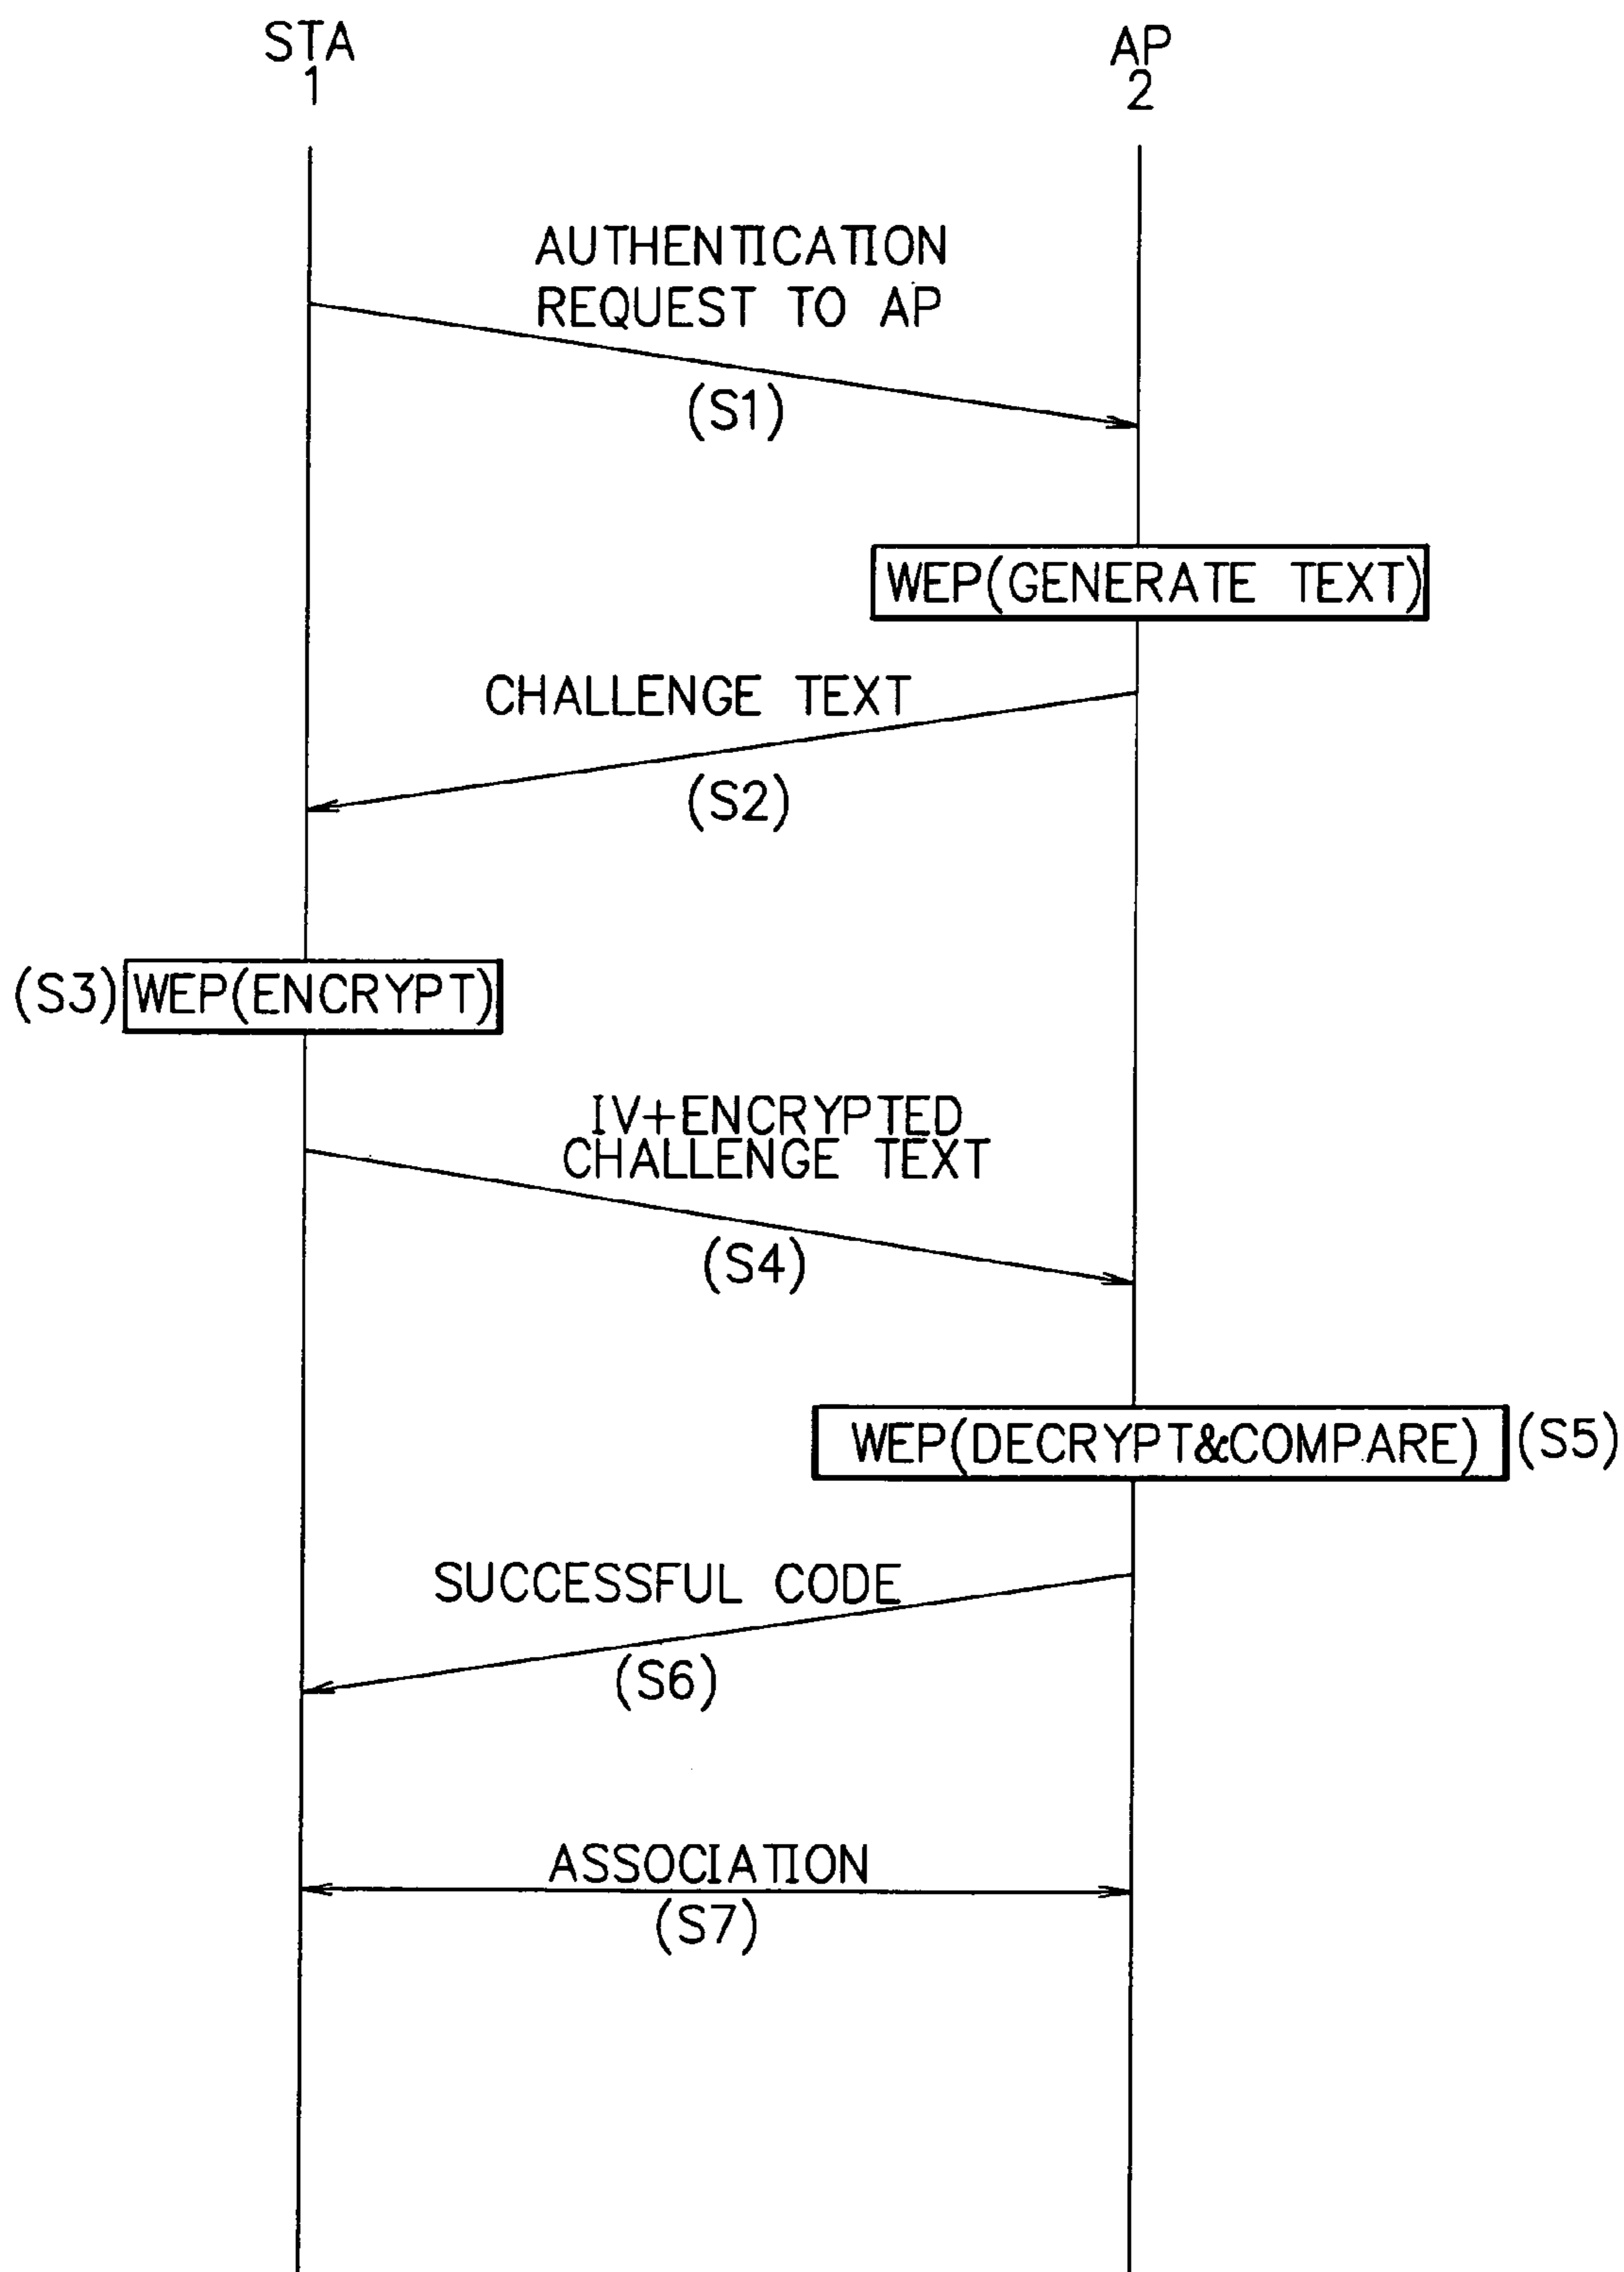 STA
1
AP
2
AUTHENTICATION
REQUEST TO AP
(S1)
WEP(GENERATE TEXT)
CHALLENGE TEXT
(S2)
(S3)
WEP(ENCRYPT)
IV+ENCRYPTED
CHALLENGE TEXT
(S4)
WEP(DECRYPT&COMPARE)
(S5)
SUCCESSFUL CODE
(S6)
ASSOCIATION
(S7)